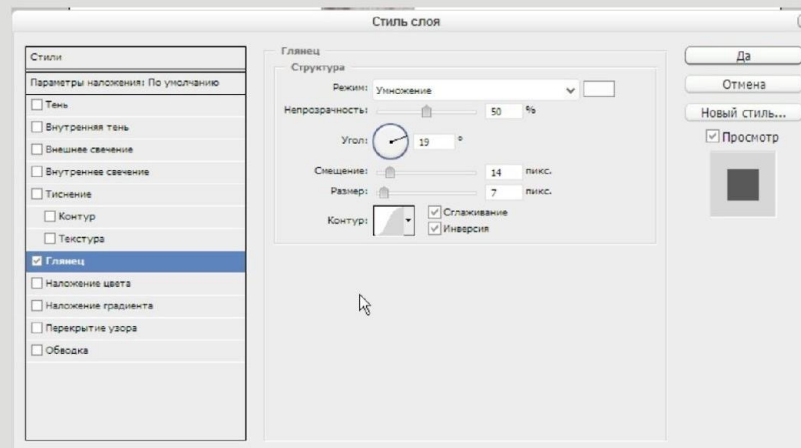 Стиль слоя
Стили
Параметры наложения: По умолчанию
Тень
Внутренняя тень
Внешнее свечение
Внутреннее свечение
Тиснение
Контур
Текстура
Глянец
Наложение цвета
Наложение градиента
Перекрытие узора
Обводка
Глянец
Структура
Режим: Умножение
Непрозрачность: 50 %
Угол: 19 °
Смещение: 14 пикс.
Размер: 7 пикс.
Контур: Сглаживание
Инверсия
Да
Отмена
Новый стиль...
Просмотр